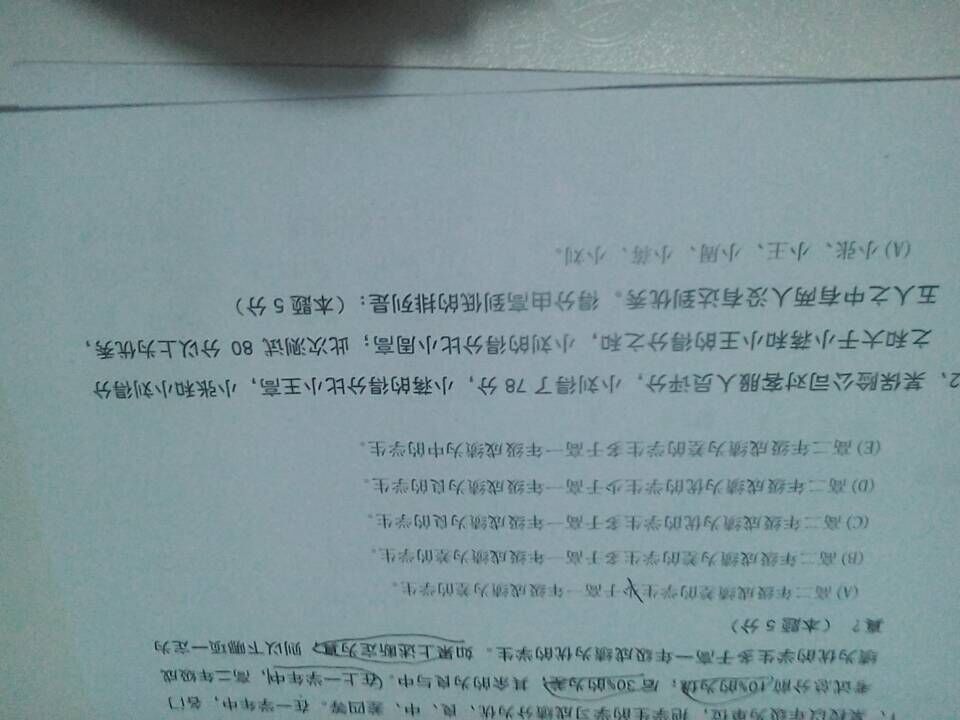 1、某校以年级为单位，把学生的学习成绩分为优、良、中、差四等。在一学年中，各门
考试总分前10%的为优；后30%的为差，其余的为良与中。在上一学年中，高二年级成
绩为优的学生多于高一年级成绩为优的学生。如果上述断定为真，则以下哪项一定为
真？（本题5分）
(A)高二年级成绩差的学生少于高一年级成绩为差的学生。
(B)高二年级成绩为差的学生多于高一年级成绩为差的学生。
(C)高二年级成绩为优的学生多于高一年级成绩为良的学生。
(D)高二年级成绩为优的学生少于高一年级成绩为良的学生。
(E)高二年级成绩为差的学生多于高一年级成绩为中的学生。
2、某保险公司对客服人员评分，小刘得了78分，小蒋的得分比小王高，小张和小刘得分
之和大于小蒋和小王的得分之和，小刘的得分比小周高；此次测试80分以上为优秀，
五人之中有两人没有达到优秀。得分由高到低的排列是：（本题5分）
(A)小张、小王、小周、小蒋、小刘。